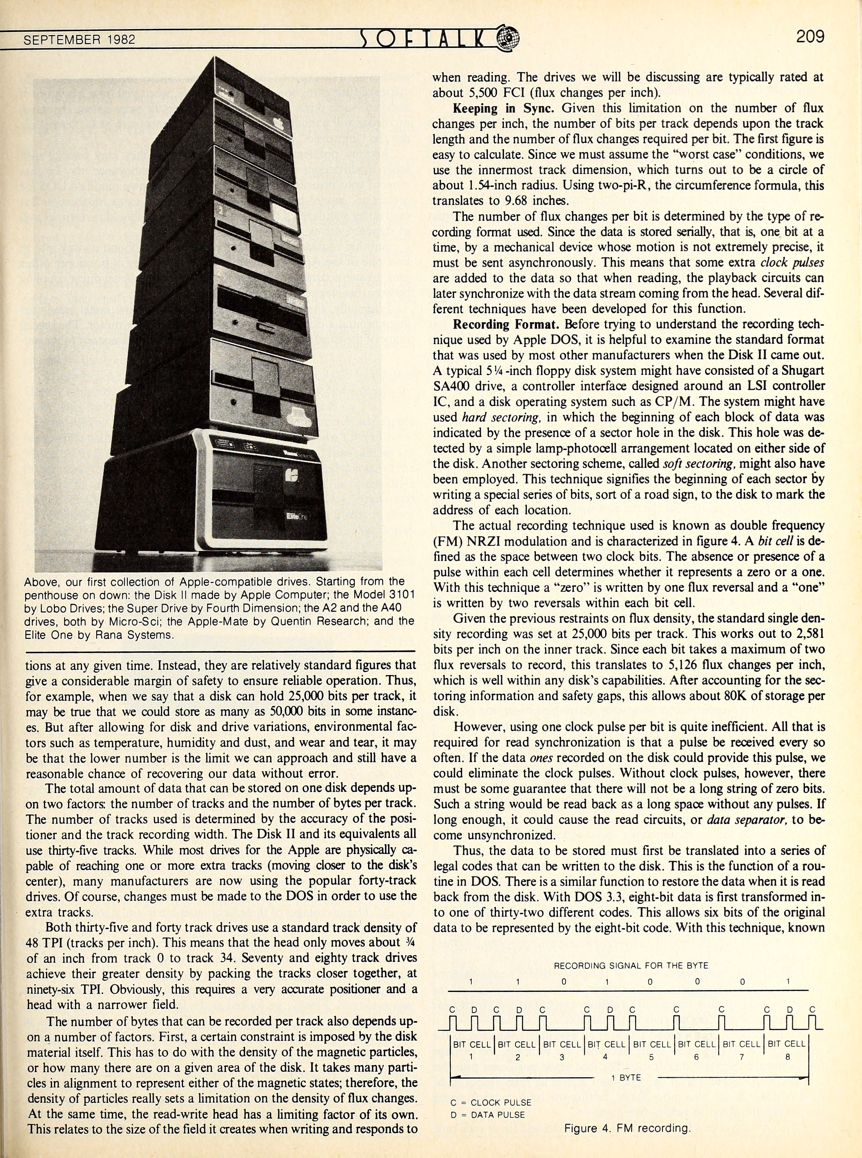 SEPTEMBER 1982
SOFTALK
209
Above, our first collection of Apple-compatible drives. Starting from the
penthouse on down: the Disk II made by Apple Computer; the Model 3101
by Lobo Drives; the Super Drive by Fourth Dimension; the A2 and the A40
drives, both by Micro-Sci; the Apple-Mate by Quentin Research; and the
Elite One by Rana Systems.
tions at any given time. Instead, they are relatively standard figures that
give a considerable margin of safety to ensure reliable operation. Thus,
for example, when we say that a disk can hold 25,000 bits per track, it
may be true that we could store as many as 50,000 bits in some instanc-
es. But after allowing for disk and drive variations, environmental fac-
tors such as temperature, humidity and dust, and wear and tear, it may
be that the lower number is the limit we can approach and still have a
reasonable chance of recovering our data without error.
The total amount of data that can be stored on one disk depends up-
on two factors: the number of tracks and the number of bytes per track.
The number of tracks used is determined by the accuracy of the posi-
tioner and the track recording width. The Disk II and its equivalents all
use thirty-five tracks. While most drives for the Apple are physically ca-
pable of reaching one or more extra tracks (moving closer to the disk's
center), many manufacturers are now using the popular forty-track
drives. Of course, changes must be made to the DOS in order to use the
extra tracks.
Both thirty-five and forty track drives use a standard track density of
48 TPI (tracks per inch). This means that the head only moves about ¾
of an inch from track 0 to track 34. Seventy and eighty track drives
achieve their greater density by packing the tracks closer together, at
ninety-six TPI. Obviously, this requires a very accurate positioner and a
head with a narrower field.
The number of bytes that can be recorded per track also depends up-
on a number of factors. First, a certain constraint is imposed by the disk
material itself. This has to do with the density of the magnetic particles,
or how many there are on a given area of the disk. It takes many parti-
cles in alignment to represent either of the magnetic states; therefore, the
density of particles really sets a limitation on the density of flux changes.
At the same time, the read-write head has a limiting factor of its own.
This relates to the size of the field it creates when writing and responds to
when reading. The drives we will be discussing are typically rated at
about 5,500 FCI (flux changes per inch).
Keeping in Sync. Given this limitation on the number of flux
changes per inch, the number of bits per track depends upon the track
length and the number of flux changes required per bit. The first figure is
easy to calculate. Since we must assume the "worst case" conditions, we
use the innermost track dimension, which turns out to be a circle of
about 1.54-inch radius. Using two-pi-R, the circumference formula, this
translates to 9.68 inches.
The number of flux changes per bit is determined by the type of re-
cording format used. Since the data is stored serially, that is, one bit at a
time, by a mechanical device whose motion is not extremely precise, it
must be sent asynchronously. This means that some extra clock pulses
are added to the data so that when reading, the playback circuits can
later synchronize with the data stream coming from the head. Several dif-
ferent techniques have been developed for this function.
Recording Format. Before trying to understand the recording tech-
nique used by Apple DOS, it is helpful to examine the standard format
that was used by most other manufacturers when the Disk II came out.
A typical 5¼-inch floppy disk system might have consisted of a Shugart
SA400 drive, a controller interface designed around an LSI controller
IC, and a disk operating system such as CP/M. The system might have
used hard sectoring, in which the beginning of each block of data was
indicated by the presence of a sector hole in the disk. This hole was de-
tected by a simple lamp-photocell arrangement located on either side of
the disk. Another sectoring scheme, called soft sectoring, might also have
been employed. This technique signifies the beginning of each sector by
writing a special series of bits, sort of a road sign, to the disk to mark the
address of each location.
The actual recording technique used is known as double frequency
(FM) NRZI modulation and is characterized in figure 4. A bit cell is de-
fined as the space between two clock bits. The absence or presence of a
pulse within each cell determines whether it represents a zero or a one.
With this technique a "zero" is written by one flux reversal and a "one"
is written by two reversals within each bit cell.
Given the previous restraints on flux density, the standard single den-
sity recording was set at 25,000 bits per track. This works out to 2,581
bits per inch on the inner track. Since each bit takes a maximum of two
flux reversals to record, this translates to 5,126 flux changes per inch,
which is well within any disk's capabilities. After accounting for the sec-
toring information and safety gaps, this allows about 80K of storage per
disk.
However, using one clock pulse per bit is quite inefficient. All that is
required for read synchronization is that a pulse be received every so
often. If the data ones recorded on the disk could provide this pulse, we
could eliminate the clock pulses. Without clock pulses, however, there
must be some guarantee that there will not be a long string of zero bits.
Such a string would be read back as a long space without any pulses. If
long enough, it could cause the read circuits, or data separator, to be-
come unsynchronized.
Thus, the data to be stored must first be translated into a series of
legal codes that can be written to the disk. This is the function of a rou-
tine in DOS. There is a similar function to restore the data when it is read
back from the disk. With DOS 3.3, eight-bit data is first transformed in-
to one of thirty-two different codes. This allows six bits of the original
data to be represented by the eight-bit code. With this technique, known
RECORDING SIGNAL FOR THE BYTE
1 1 0 1 0 0 0 1
C D C D C C D C C C C D C
BIT CELL BIT CELL BIT CELL BIT CELL BIT CELL BIT CELL BIT CELL BIT CELL
1 2 3 4 5 6 7 8
1 BYTE
C = CLOCK PULSE
D = DATA PULSE
Figure 4. FM recording.